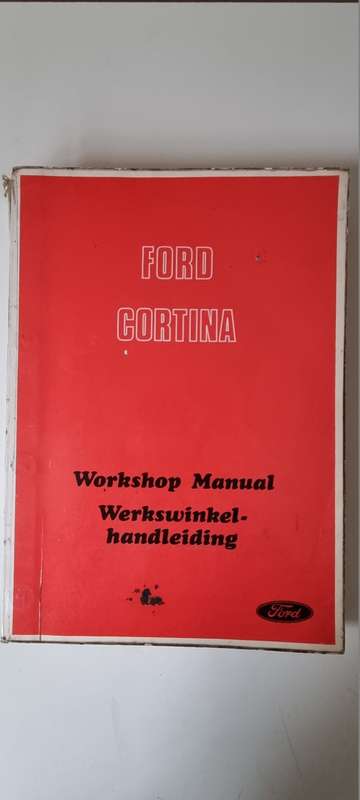 FORD
CORTINA
Workshop Manual
Werkswinkel-
handleiding
Ford